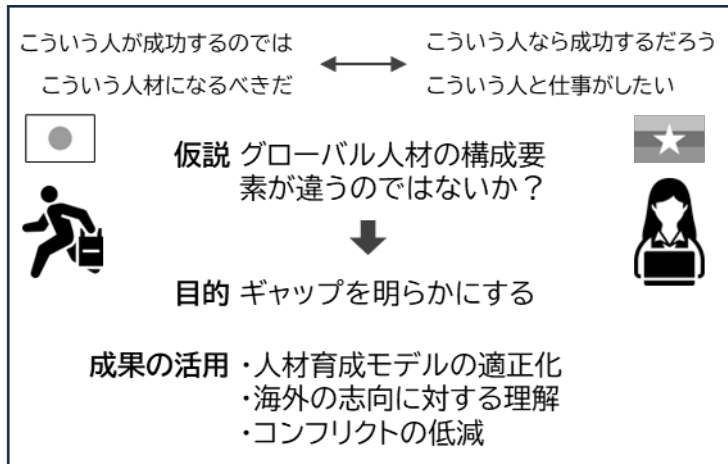 こういう人が成功するのでは
こういう人材になるべきだ
こういう人なら成功するだろう
こういう人と仕事がしたい
仮説 グローバル人材の構成要
素が違うのではないか？
目的 ギャップを明らかにする
成果の活用 ・人材育成モデルの適正化
・海外の志向に対する理解
・コンフリクトの低減